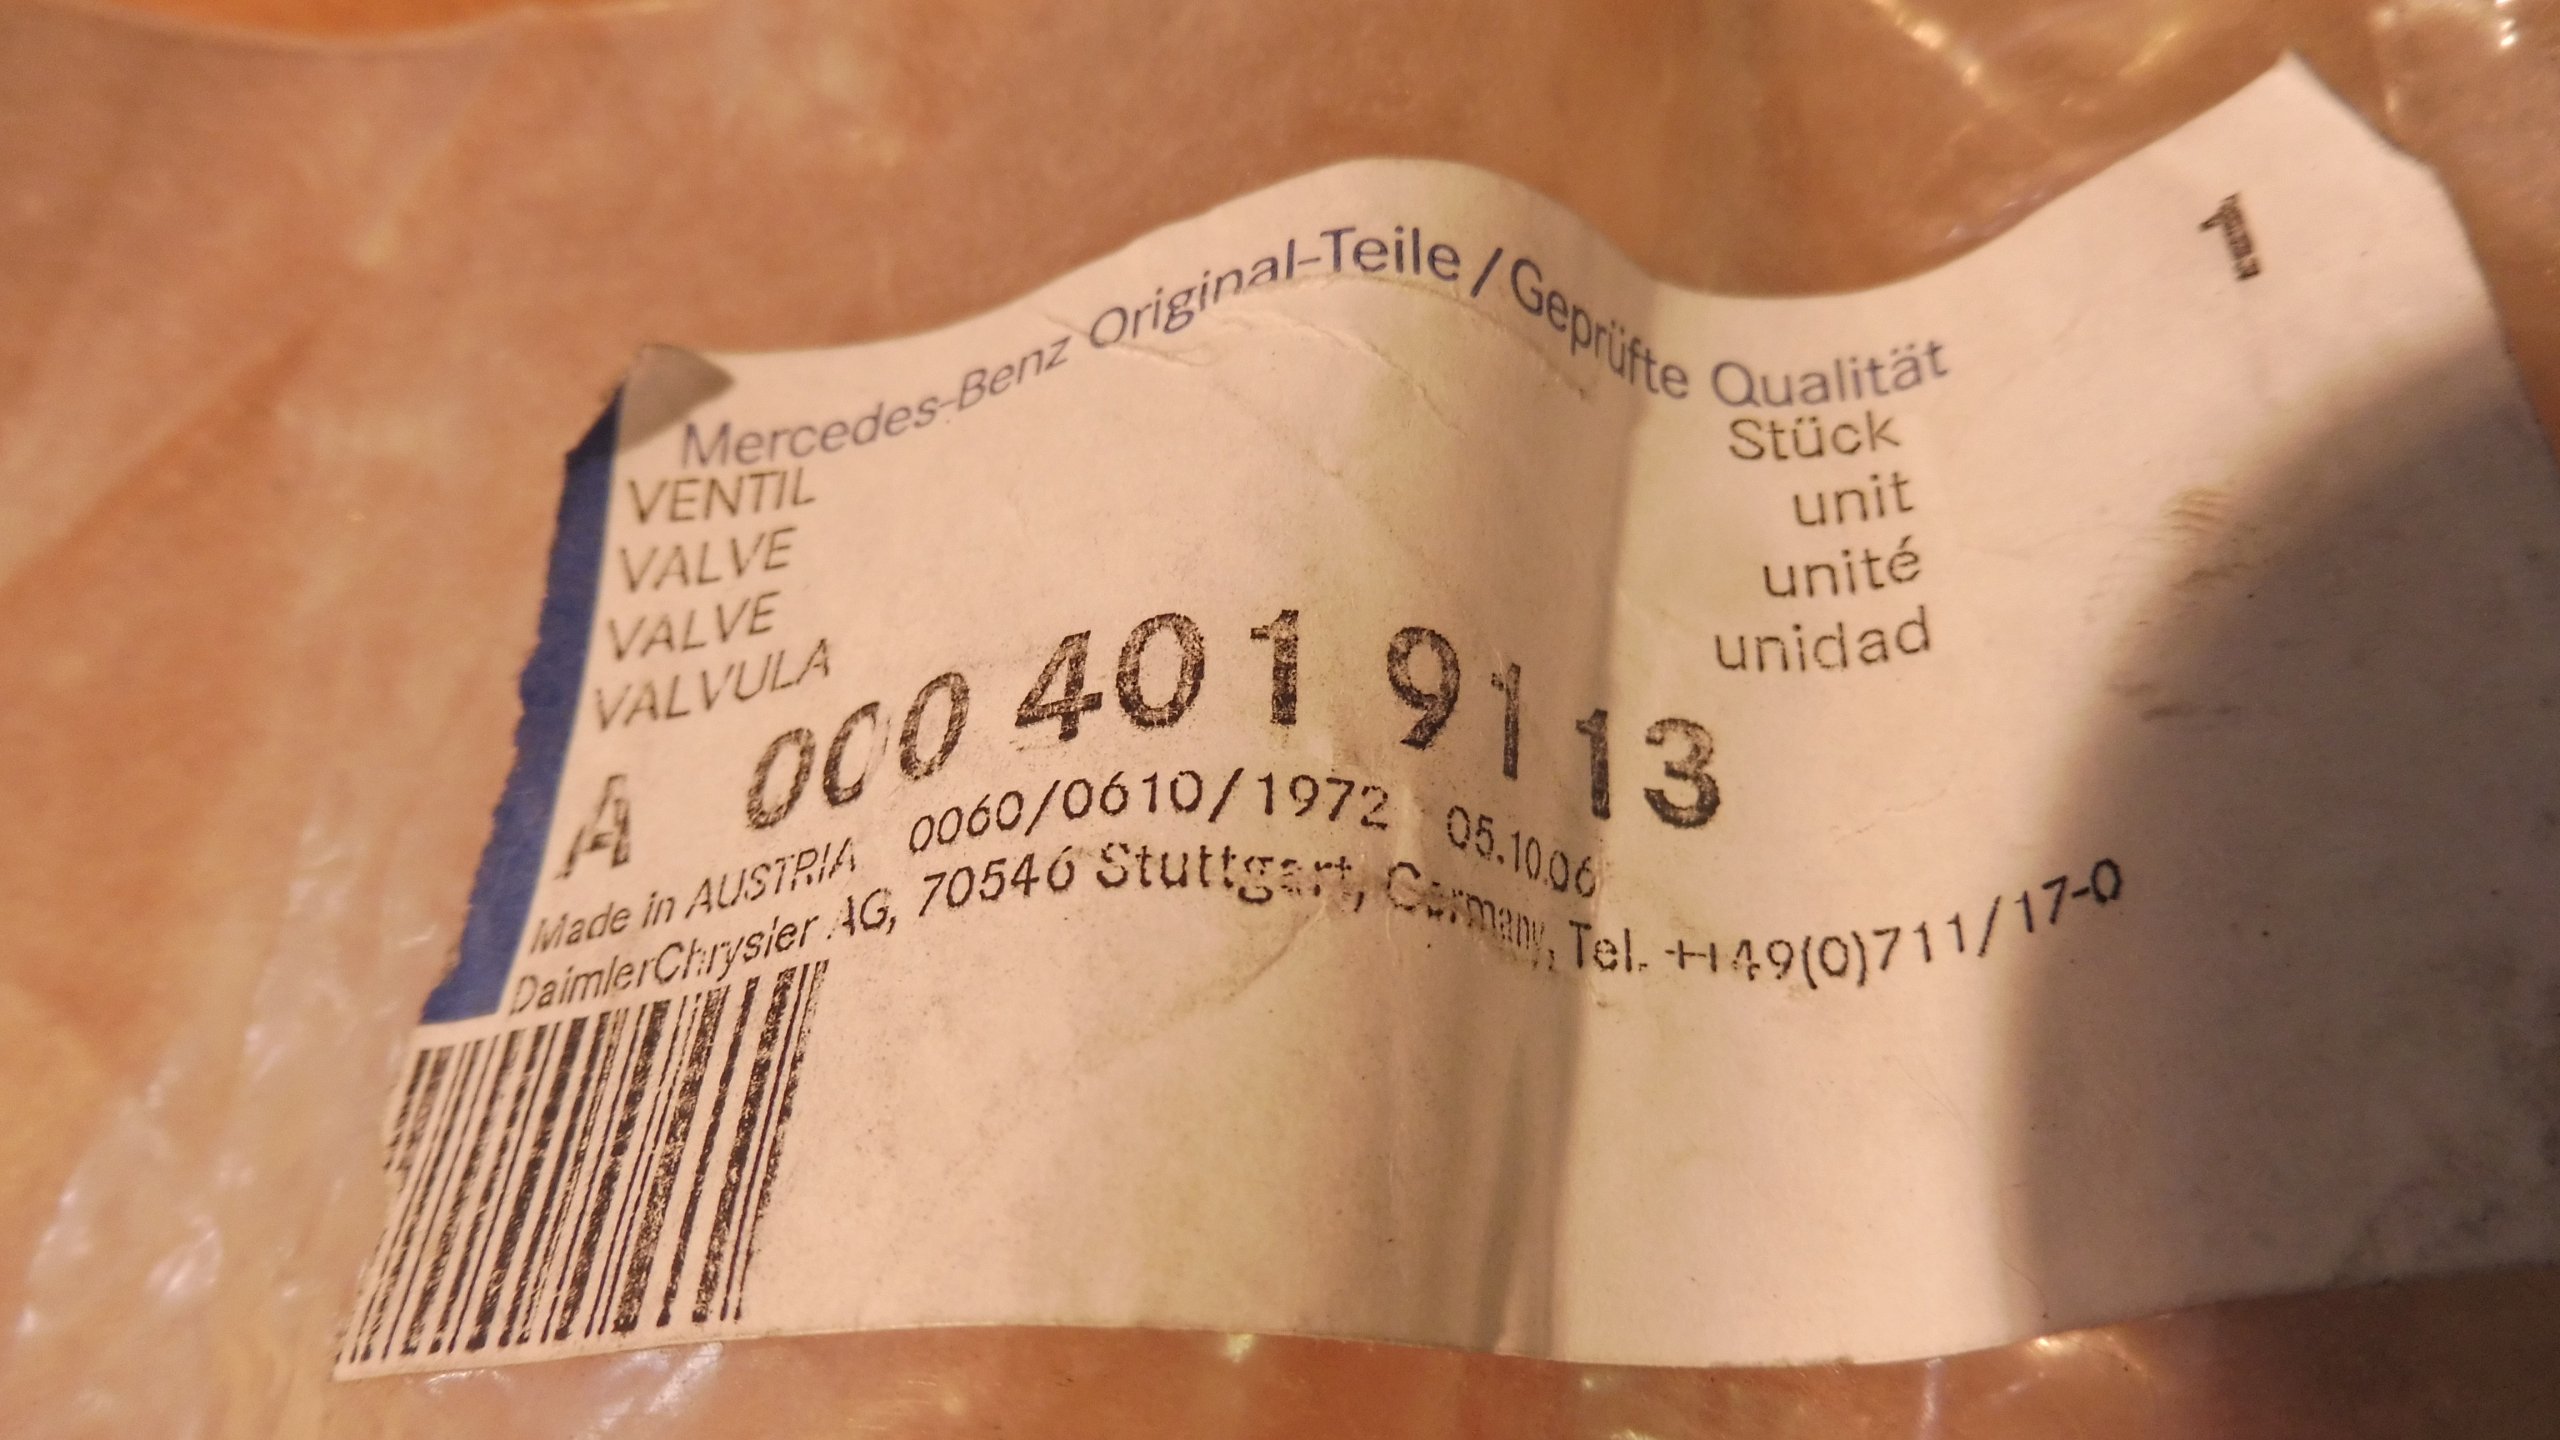 Mercedes-Benz Original-Teile/Geprüfte Qualität
VENTIL Stück 1
VALVE unit
VALVE unité
VALVULA unidad
A 000 401 91 13
Made in AUSTRIA 0060/0610/1972 05.10.06
DaimlerChrysler AG, 70546 Stuttgart, Germany, Tel. ++49(0)711/17-0